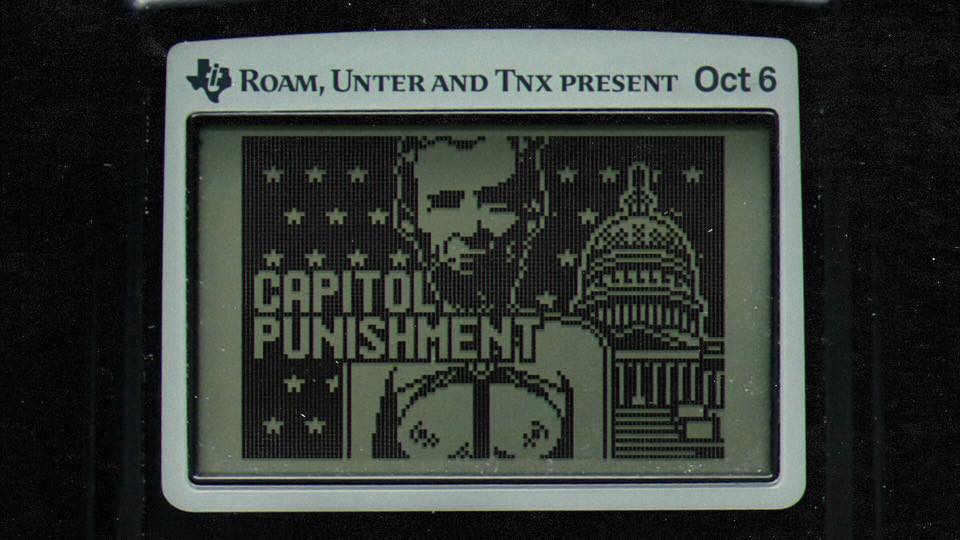 ROAM, UNTER AND TNX PRESENT Oct 6
CAPITOL
PUNISHMENT